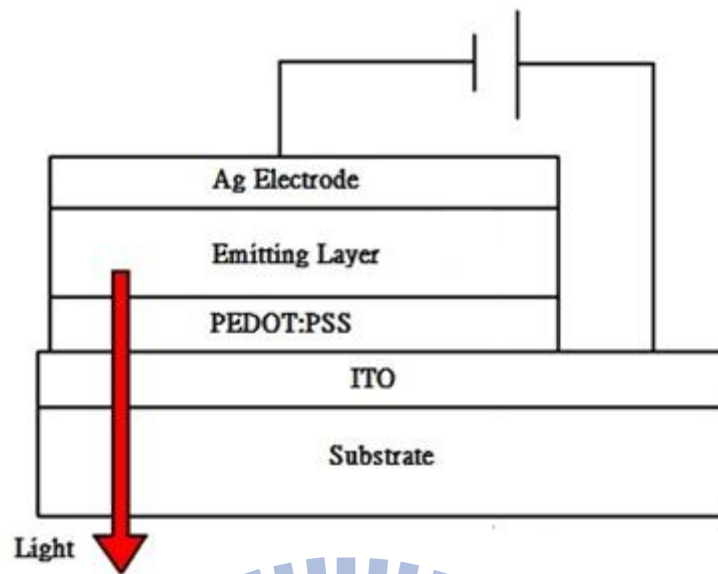 Ag Electrode
Emitting Layer
PEDOT:PSS
ITO
Substrate
Light